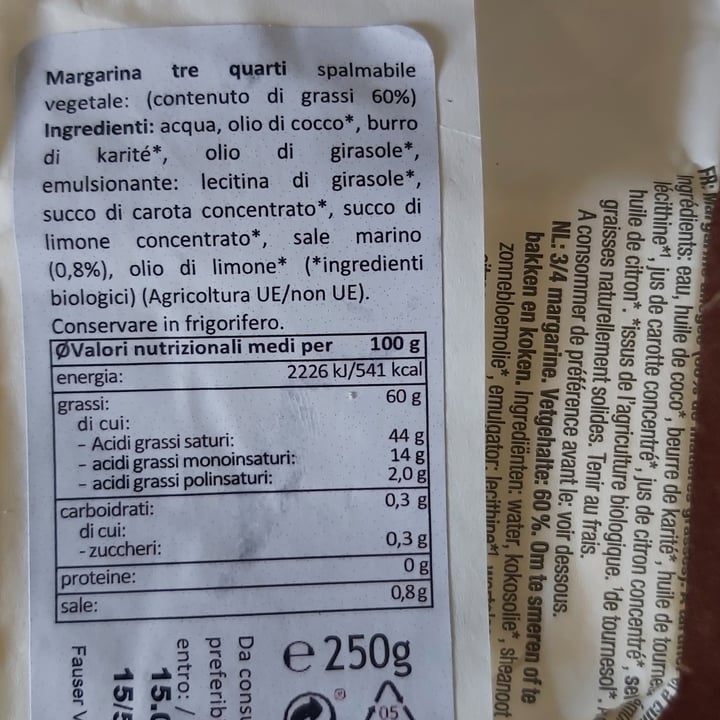 Margarina tre quarti spalmabile
vegetale: (contenuto di grassi 60%)
Ingredienti: acqua, olio di cocco*, burro
di karité*, olio di girasole*,
emulsionante: lecitina di girasole*,
succo di carota concentrato*, succo di
limone concentrato*, sale marino
(0,8%), olio di limone* (*ingredienti
biologici) (Agricoltura UE/non UE).
Conservare in frigorifero.
ØValori nutrizionali medi per 100 g
energia: 2226 kJ/541 kcal
grassi: 60 g
di cui:
- Acidi grassi saturi: 44 g
- acidi grassi monoinsaturi: 14 g
- acidi grassi polinsaturi: 2,0 g
carboidrati: 0,3 g
di cui:
- zuccheri: 0,3 g
proteine: 0 g
sale: 0,8 g
e 250g
05
Da consu
preferib
entro: /
15.
15/
Fauser
FR:
Ingrédients: eau, huile de coco*, beurre de karité*, huile de tourne
lécithine*¹, jus de carotte concentré*, jus de citron concentré*, sel
huile de citron*. *issus de l'agriculture biologique. ¹de tournesol*.
graisses naturellement solides. Tenir au frais.
A consommer de préférence avant le: voir dessous.
NL: 3/4 margarine. Vetgehalte: 60 %. Om te smeren of te
bakken en koken. Ingrediënten: water, kokosolie*, sheanoot
zonnebloemolie*, emulgator: lecithine*¹